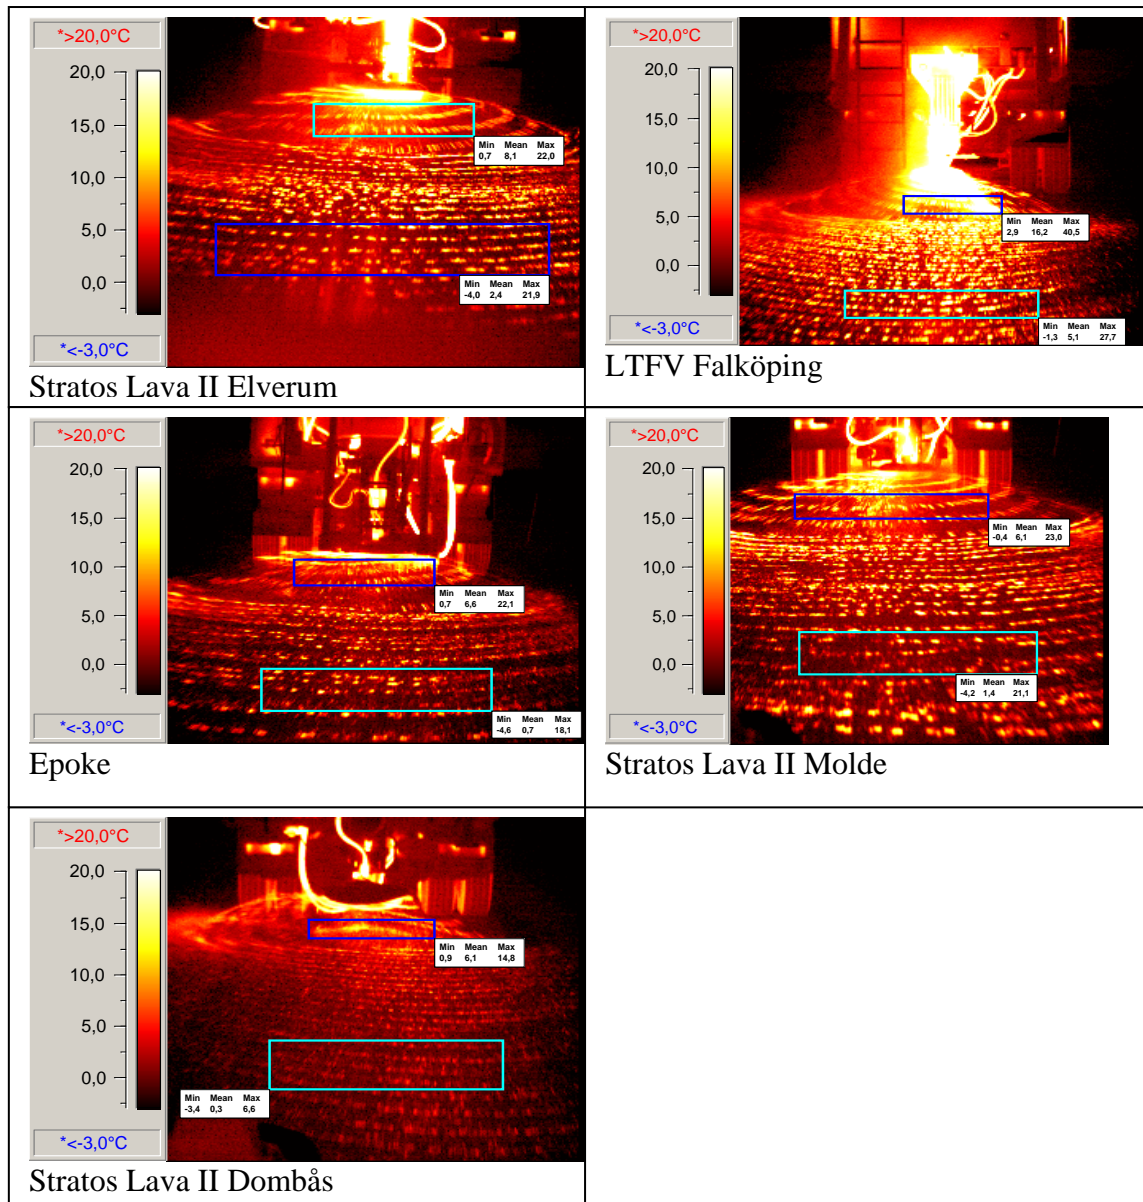 *>20,0°C
20,0
15,0
10,0
5,0
0,0
*<-3,0°C
Min Mean Max
0,7 8,1 22,0
Min Mean Max
-4,0 2,4 21,9
Stratos Lava II Elverum
*>20,0°C
20,0
15,0
10,0
5,0
0,0
*<-3,0°C
Min Mean Max
2,9 16,2 40,5
Min Mean Max
-1,3 5,1 27,7
LTFV Falköping
*>20,0°C
20,0
15,0
10,0
5,0
0,0
*<-3,0°C
Min Mean Max
0,7 6,6 22,1
Min Mean Max
-4,6 0,7 18,1
Epoke
*>20,0°C
20,0
15,0
10,0
5,0
0,0
*<-3,0°C
Min Mean Max
-0,4 6,1 23,0
Min Mean Max
-4,2 1,4 21,1
Stratos Lava II Molde
*>20,0°C
20,0
15,0
10,0
5,0
0,0
*<-3,0°C
Min Mean Max
0,9 6,1 14,8
Min Mean Max
-3,4 0,3 6,6
Stratos Lava II Dombås